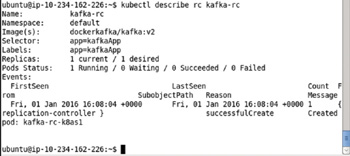 ubuntu@ip-10-234-162-226:~$ kubectl describe rc kafka-rc
Name: kafka-rc
Namespace: default
Image(s): dockerkafka/kafka:v2
Selector: app=kafkaApp
Labels: app=kafkaApp
Replicas: 1 current / 1 desired
Pods Status: 1 Running / 0 Waiting / 0 Succeeded / 0 Failed
Events:
FirstSeen LastSeen Count F
rom SubobjectPath Reason Message
Fri, 01 Jan 2016 16:08:04 +0000 Fri, 01 Jan 2016 16:08:04 +0000 1 {
replication-controller } successfulCreate Created
pod: kafka-rc-k8as1
ubuntu@ip-10-234-162-226:~$